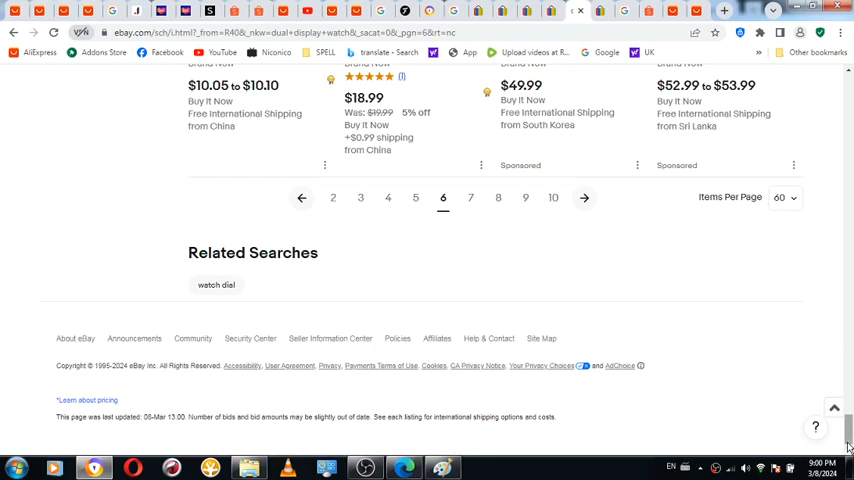 ebay.com/sch/i.html?_from=R40&_nkw=dual+display+watch&_sacat=0&_pgn=6&rt=nc
AliExpress Addons Store Facebook YouTube Niconico SPELL translate - Search App Upload videos at R... Google UK » Other bookmarks
$10.05 to $10.10
Buy It Now
Free International Shipping
from China
(1)
$18.99
Was: $19.99 5% off
Buy It Now
+$0.99 shipping
from China
$49.99
Buy It Now
Free International Shipping
from South Korea
Sponsored
$52.99 to $53.99
Buy It Now
Free International Shipping
from Sri Lanka
Sponsored
2 3 4 5 6 7 8 9 10
Items Per Page 60
Related Searches
watch dial
About eBay Announcements Community Security Center Seller Information Center Policies Affiliates Help & Contact Site Map
Copyright © 1995-2024 eBay Inc. All Rights Reserved. Accessibility, User Agreement, Privacy, Payments Terms of Use, Cookies, CA Privacy Notice, Your Privacy Choices and AdChoice
*Learn about pricing
This page was last updated: 08-Mar 13:00. Number of bids and bid amounts may be slightly out of date. See each listing for international shipping options and costs.
?
EN
9:00 PM
3/8/2024